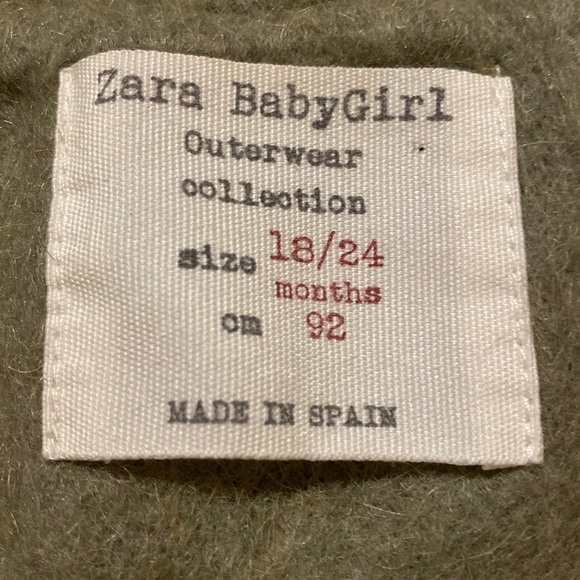 Zara BabyGirl
Outerwear
collection
size 18/24
months
cm 92
MADE IN SPAIN